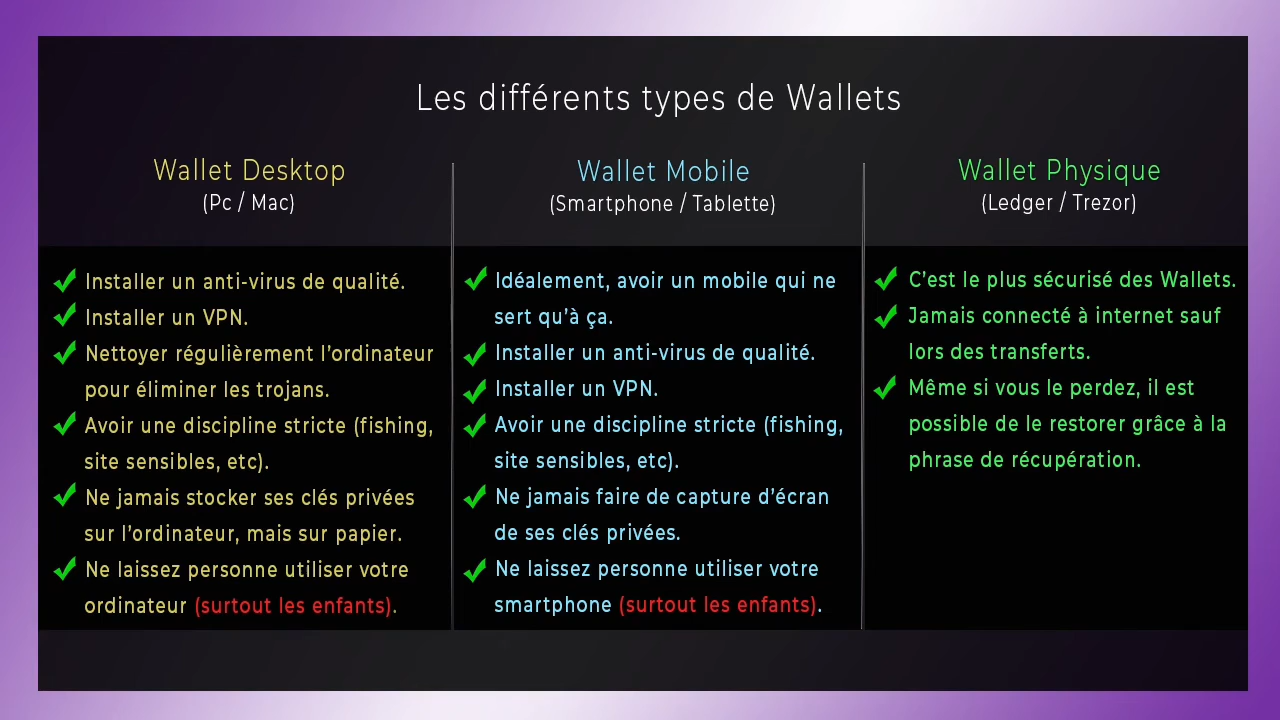 Les différents types de Wallets
Wallet Desktop
(Pc / Mac)
Installer un anti-virus de qualité.
Installer un VPN.
Nettoyer régulièrement l'ordinateur
pour éliminer les trojans.
Avoir une discipline stricte (fishing,
site sensibles, etc).
Ne jamais stocker ses clés privées
sur l'ordinateur, mais sur papier.
Ne laissez personne utiliser votre
ordinateur (surtout les enfants).
Wallet Mobile
(Smartphone / Tablette)
Idéalement, avoir un mobile qui ne
sert qu'à ça.
Installer un anti-virus de qualité.
Installer un VPN.
Avoir une discipline stricte (fishing,
site sensibles, etc).
Ne jamais faire de capture d'écran
de ses clés privées.
Ne laissez personne utiliser votre
smartphone (surtout les enfants).
Wallet Physique
(Ledger / Trezor)
C'est le plus sécurisé des Wallets.
Jamais connecté à internet sauf
lors des transferts.
Même si vous le perdez, il est
possible de le restorer grâce à la
phrase de récupération.